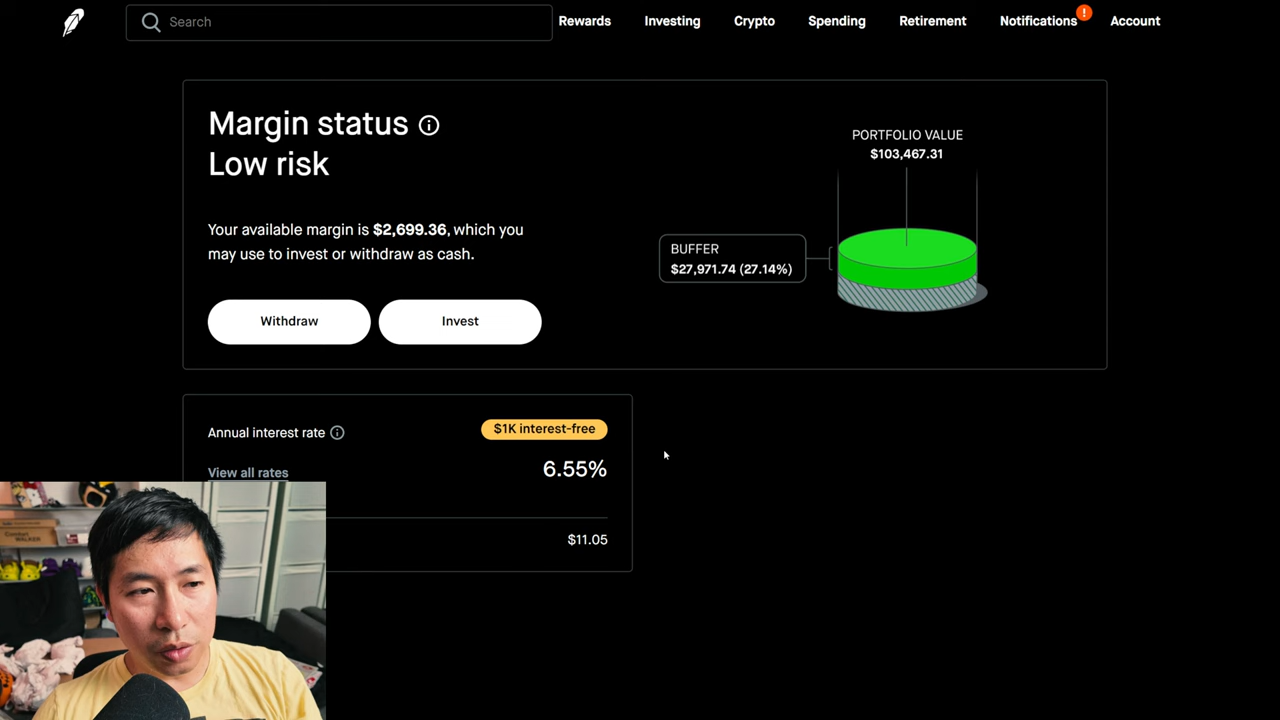 Search
Rewards
Investing
Crypto
Spending
Retirement
Notifications
!
Account
Margin status
Low risk
Your available margin is $2,699.36, which you
may use to invest or withdraw as cash.
Withdraw
Invest
PORTFOLIO VALUE
$103,467.31
BUFFER
$27,971.74 (27.14%)
Annual interest rate
$1K interest-free
View all rates
6.55%
$11.05
WALKER